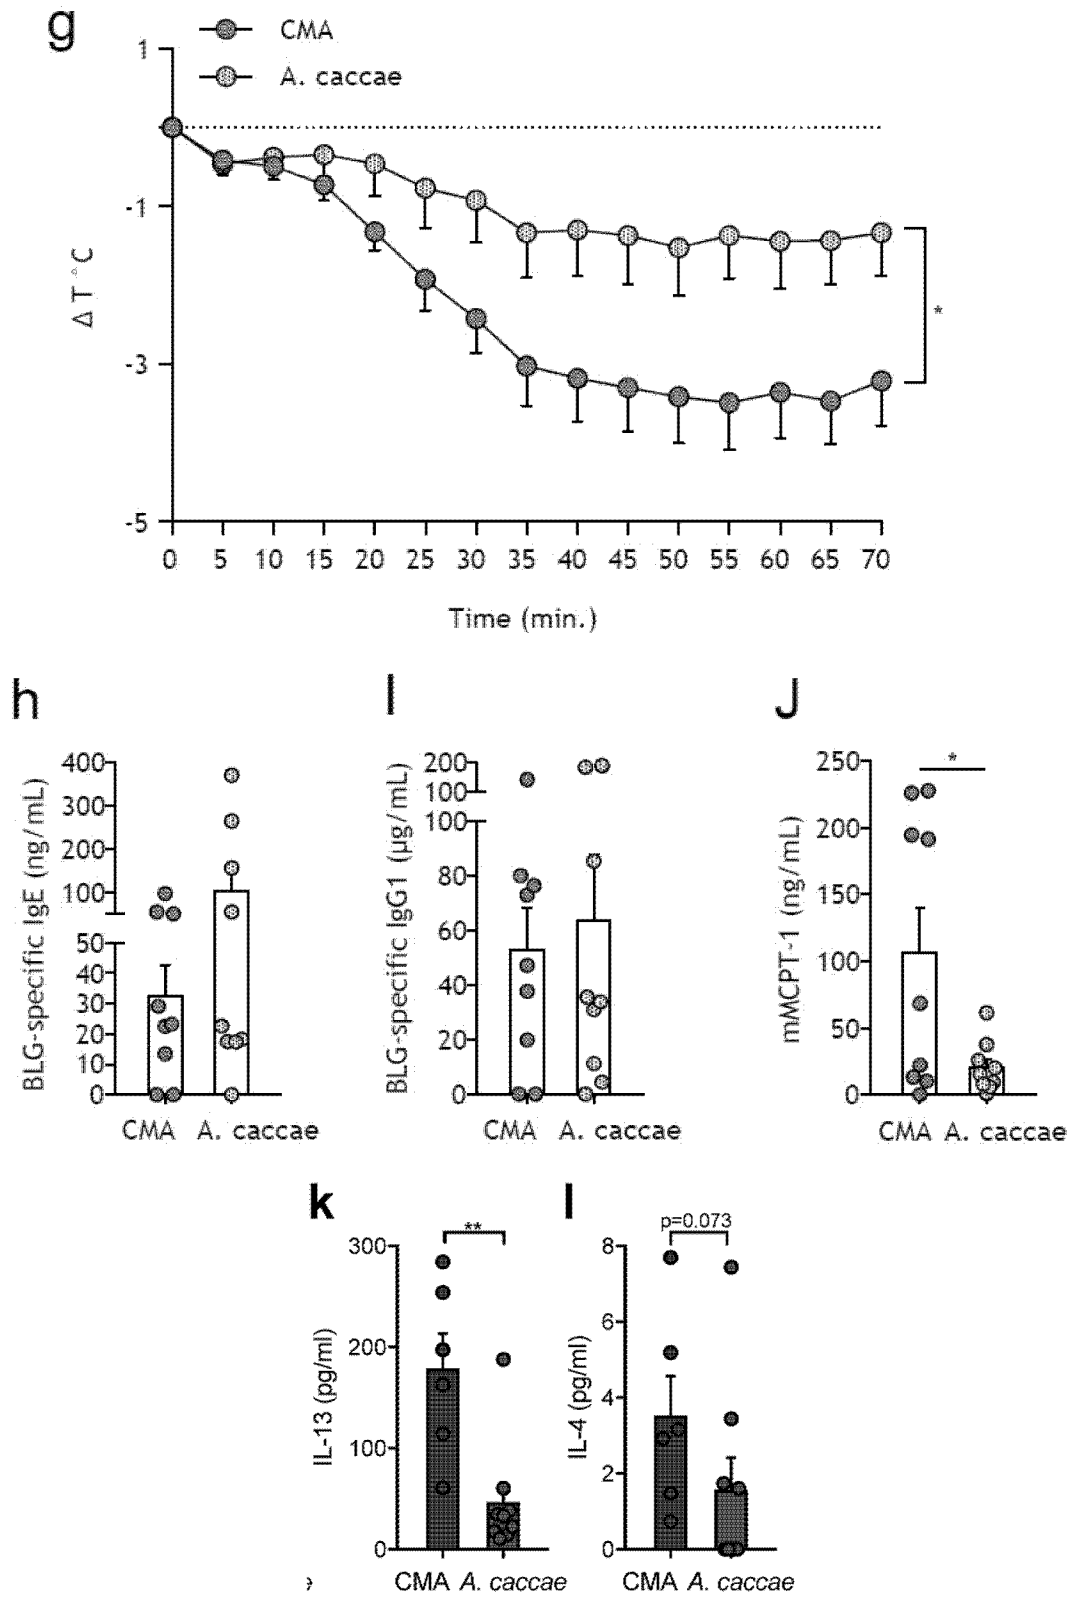 g
CMA
A. caccae
1
-1
-3
-5
ΔT °C
*
0 5 10 15 20 25 30 35 40 45 50 55 60 65 70
Time (min.)
h
BLG-specific IgE (ng/mL)
400
300
200
100
50
40
30
20
10
0
CMA A. caccae
I
BLG-specific IgG1 (µg/mL)
200
100
100
80
60
40
20
0
CMA A. caccae
J
mMCPT-1 (ng/mL)
250
200
150
100
50
0
*
CMA A. caccae
k
IL-13 (pg/ml)
300
200
100
0
**
CMA A. caccae
l
IL-4 (pg/ml)
8
6
4
2
0
p=0.073
CMA A. caccae